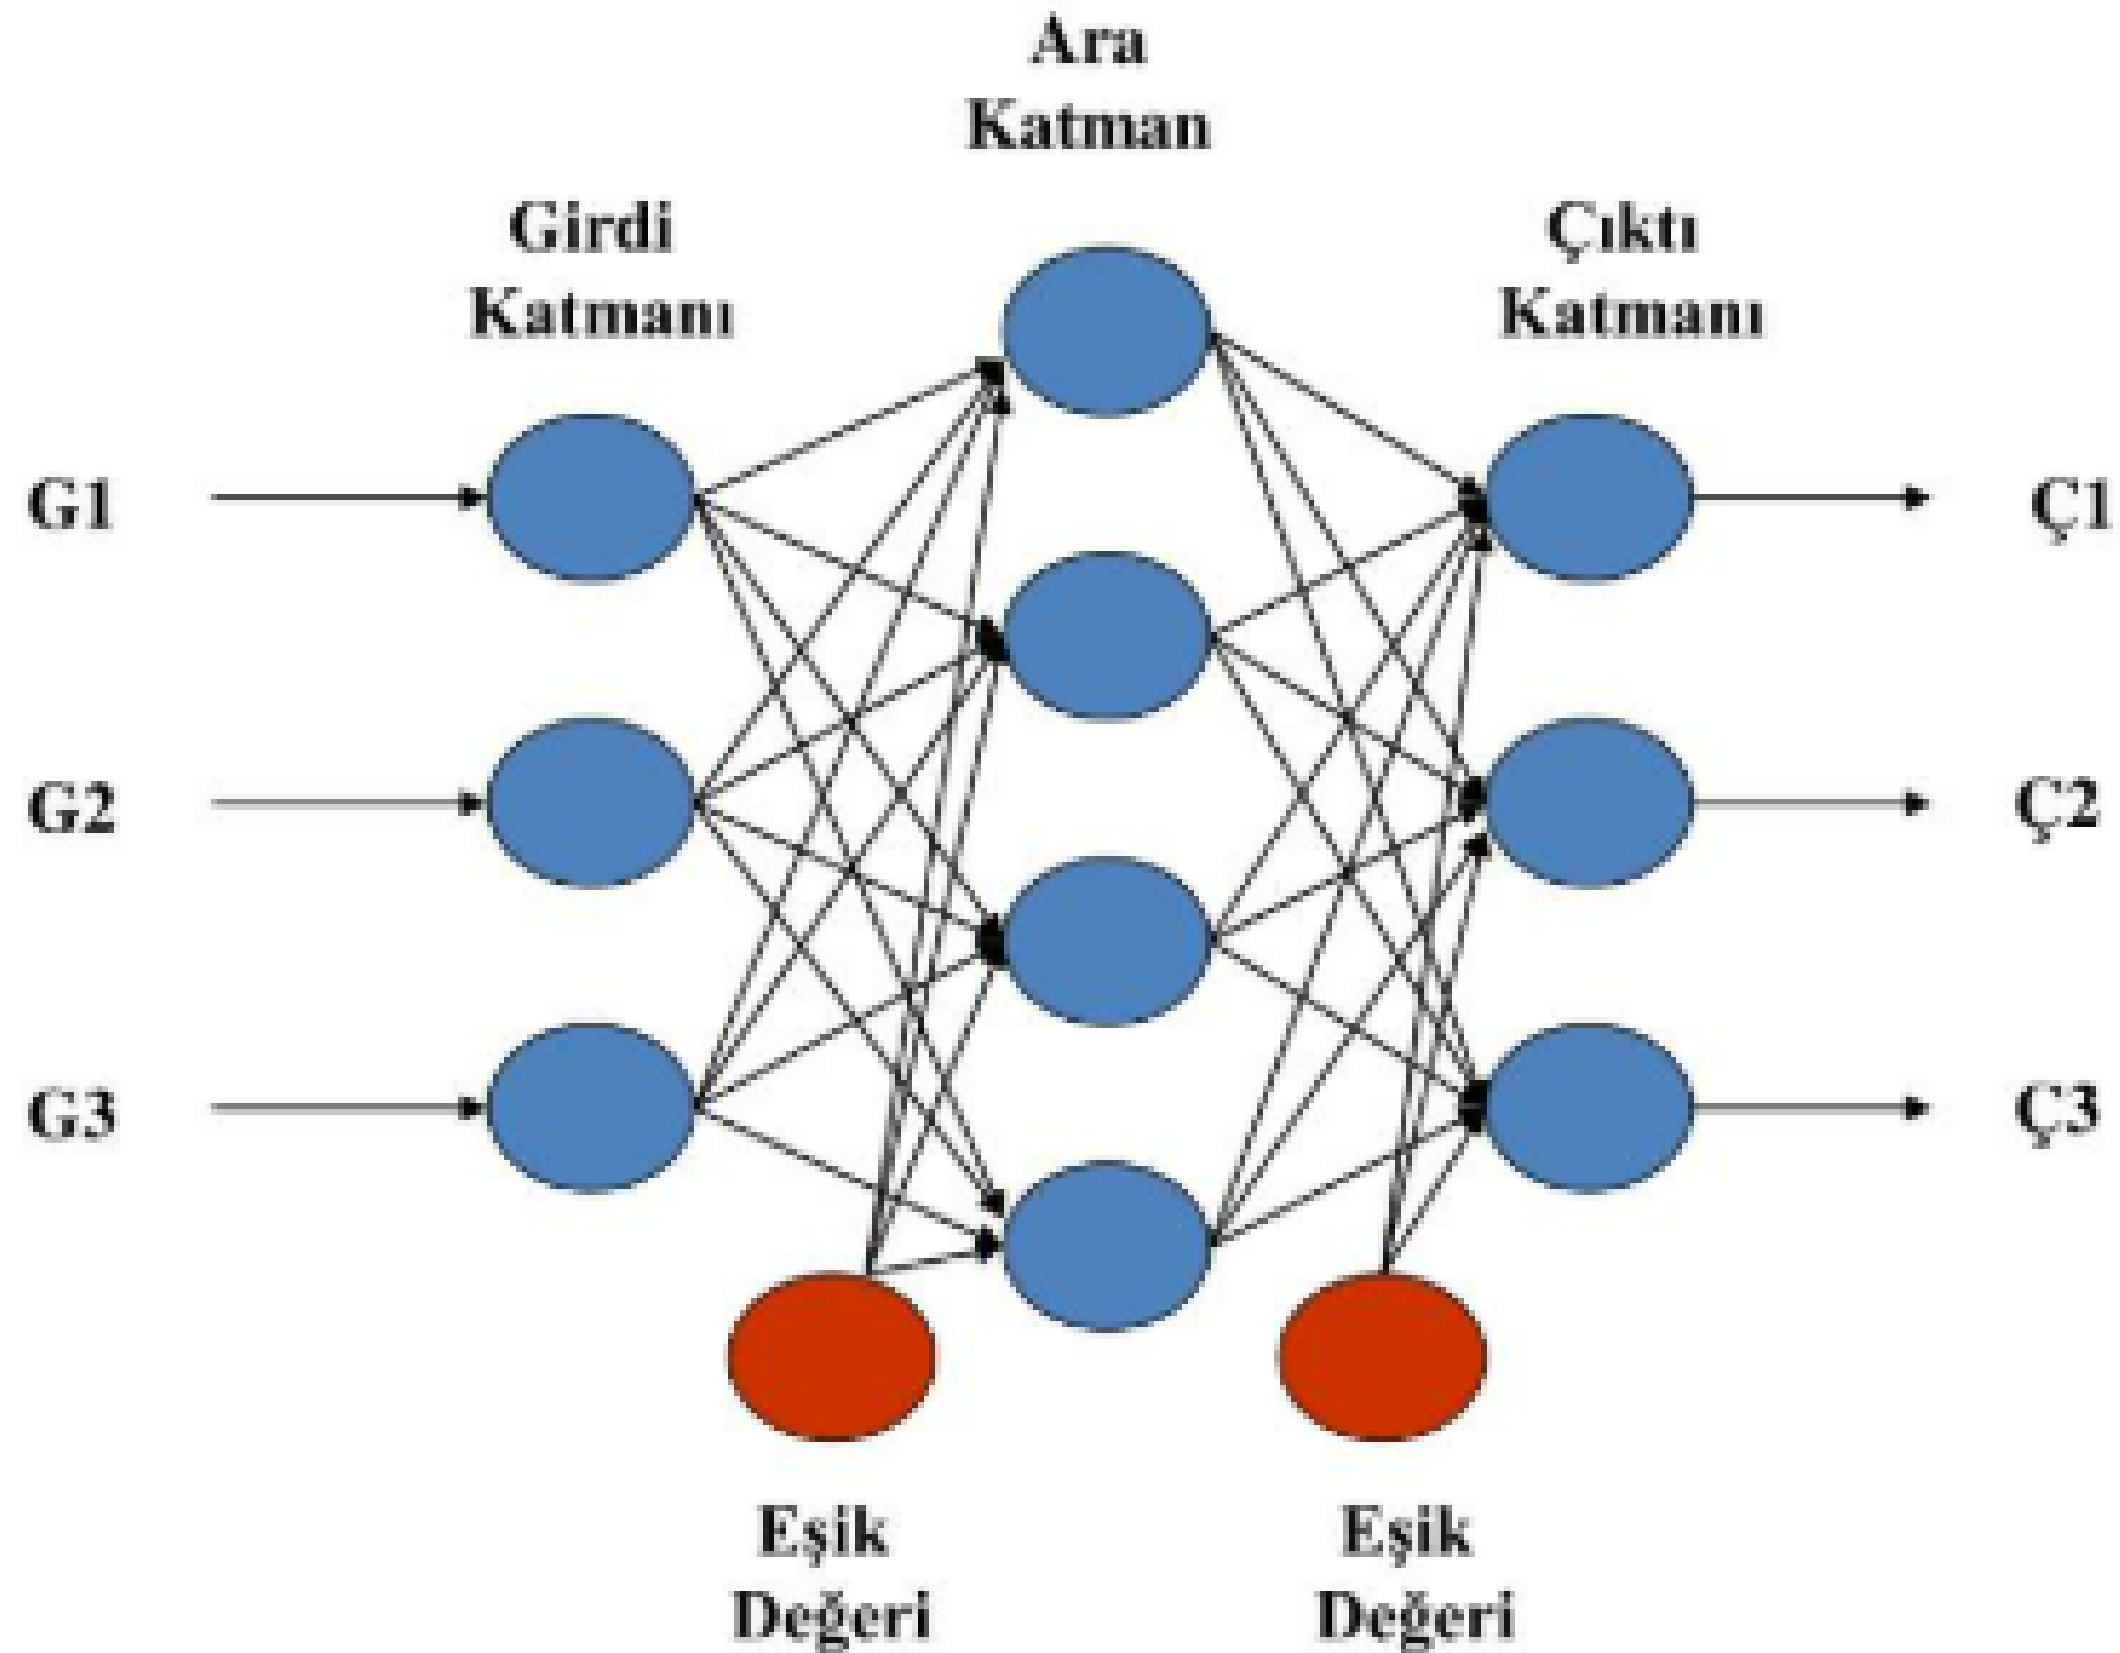 Ara
Katman
Girdi
Katmanı
Çıktı
Katmanı
G1
Ç1
G2
Ç2
G3
Ç3
Eşik
Değeri
Eşik
Değeri